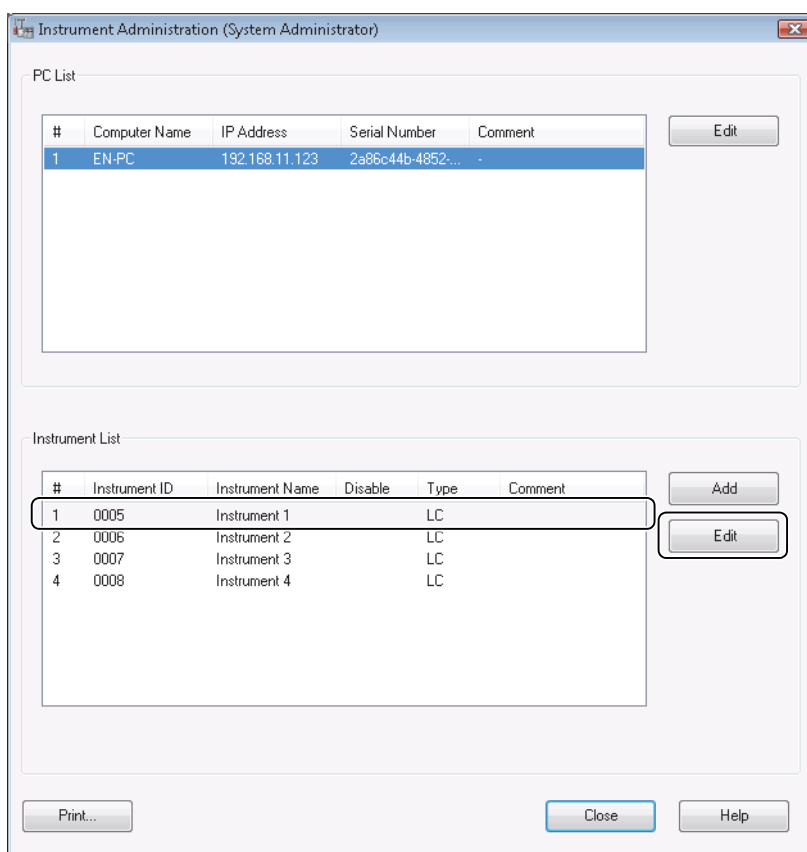 Instrument Administration (System Administrator)
PC List
# Computer Name IP Address Serial Number Comment
Edit
1 EN-PC 192.168.11.123 2a86c44b-4852-... -
Instrument List
# Instrument ID Instrument Name Disable Type Comment
Add
1 0005 Instrument 1 LC
Edit
2 0006 Instrument 2 LC
3 0007 Instrument 3 LC
4 0008 Instrument 4 LC
Print... Close Help